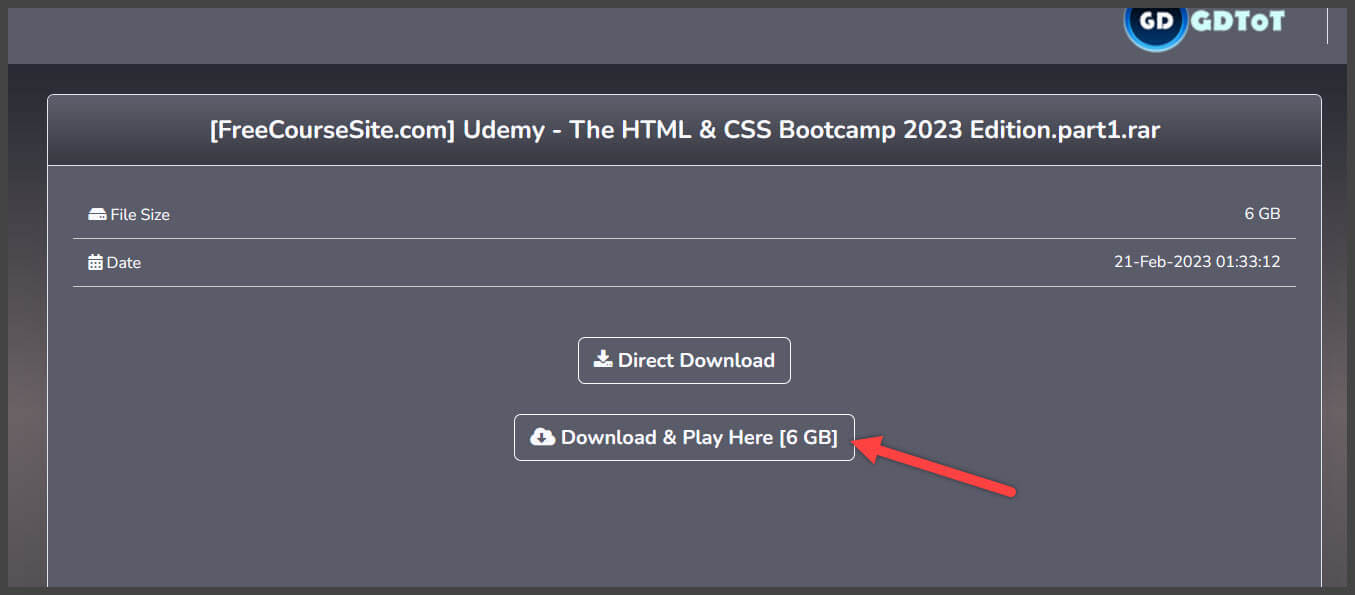 GD GDToT
[FreeCourseSite.com] Udemy - The HTML & CSS Bootcamp 2023 Edition.part1.rar
File Size 6 GB
Date 21-Feb-2023 01:33:12
Direct Download
Download & Play Here [6 GB]